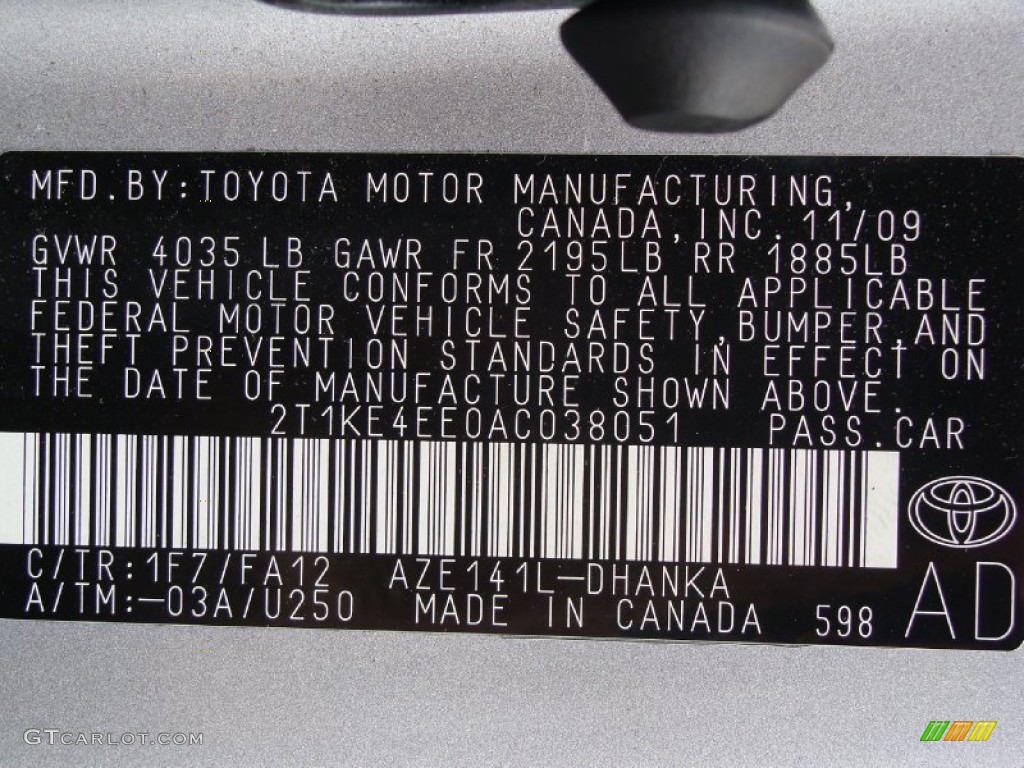 MFD.BY:TOYOTA MOTOR MANUFACTURING,
CANADA,INC. 11/09
GVWR 4035LB GAWR FR 2195LB RR 1885LB
THIS VEHICLE CONFORMS TO ALL APPLICABLE
FEDERAL MOTOR VEHICLE SAFETY,BUMPER,AND
THEFT PREVENTION STANDARDS IN EFFECT ON
THE DATE OF MANUFACTURE SHOWN ABOVE.
2T1KE4EE0AC038051 PASS.CAR
C/TR:1F7/FA12 AZE141L-DHANKA
A/TM:-03A/U250 MADE IN CANADA 598 AD
GTCARLOT.COM